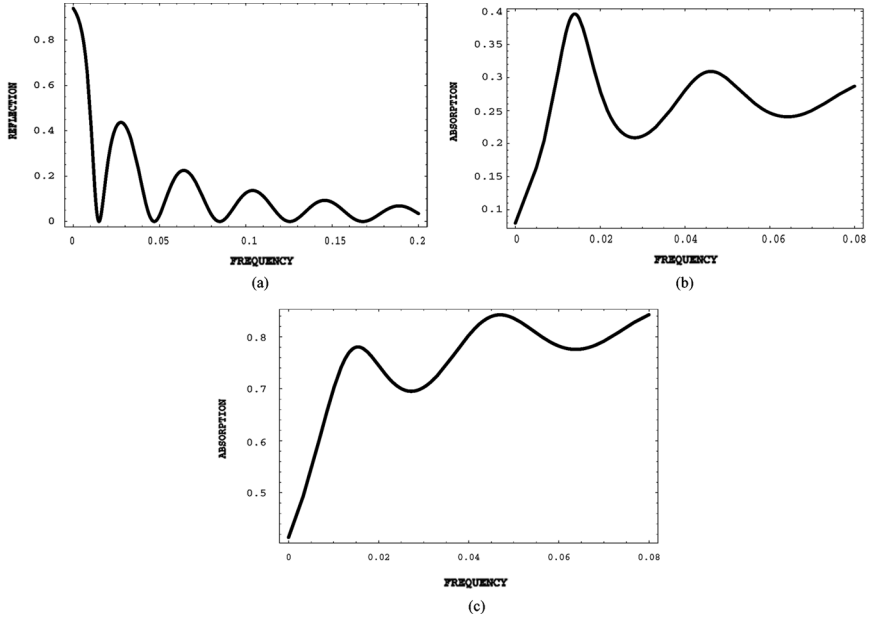 0.8
0.6
0.4
0.2
0
REFLECTION
0 0.05 0.1 0.15 0.2
FREQUENCY
(a)
0.4
0.35
0.3
0.25
0.2
0.15
0.1
ABSORPTION
0 0.02 0.04 0.06 0.08
FREQUENCY
(b)
0.8
0.7
0.6
0.5
ABSORPTION
0 0.02 0.04 0.06 0.08
FREQUENCY
(c)